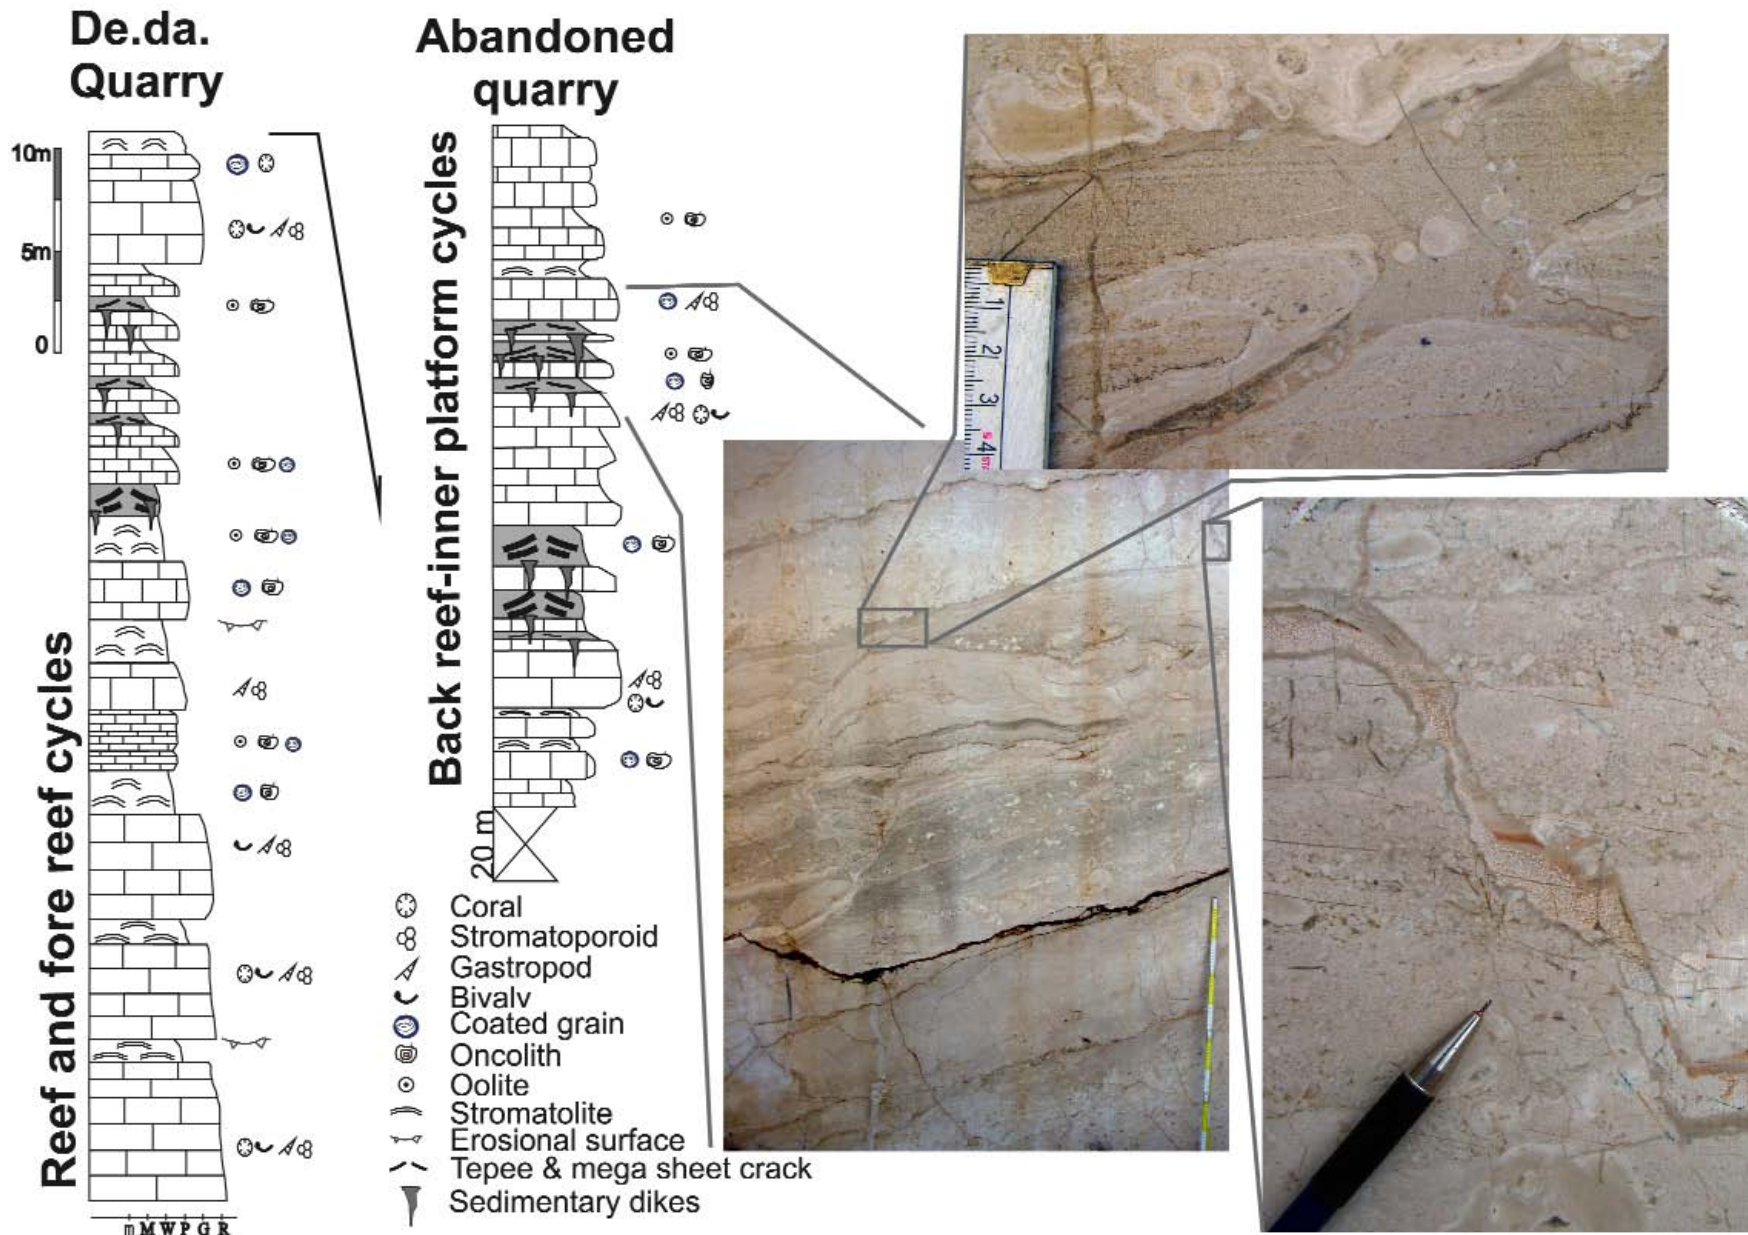 De.da.
Quarry
Abandoned
quarry
10m
5m
0
Reef and fore reef cycles
Back reef-inner platform cycles
20 m
Coral
Stromatoporoid
Gastropod
Bivalv
Coated grain
Oncolith
Oolite
Stromatolite
Erosional surface
Tepee & mega sheet crack
Sedimentary dikes
m M W P G R
1
2
3
4